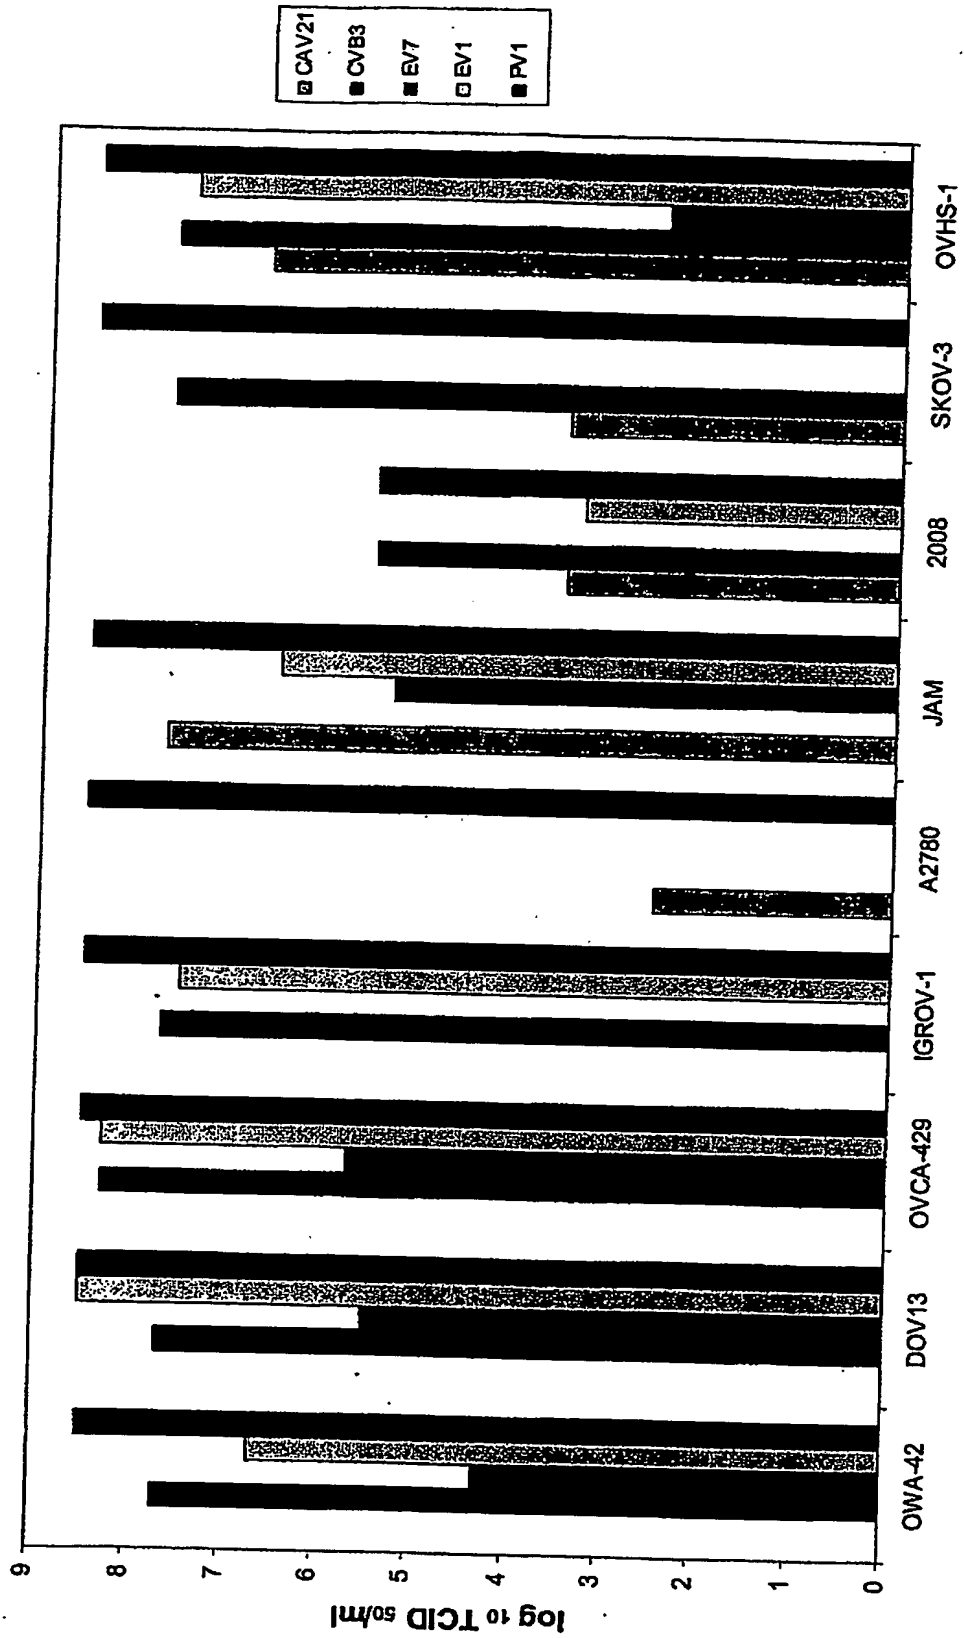 CAV21
CVB3
EV7
EV1
PV1
log 10 TCID 50/ml
9
8
7
6
5
4
3
2
1
0
OWA-42
DOV13
OVCA-429
IGROV-1
A2780
JAM
2008
SKOV-3
OVHS-1